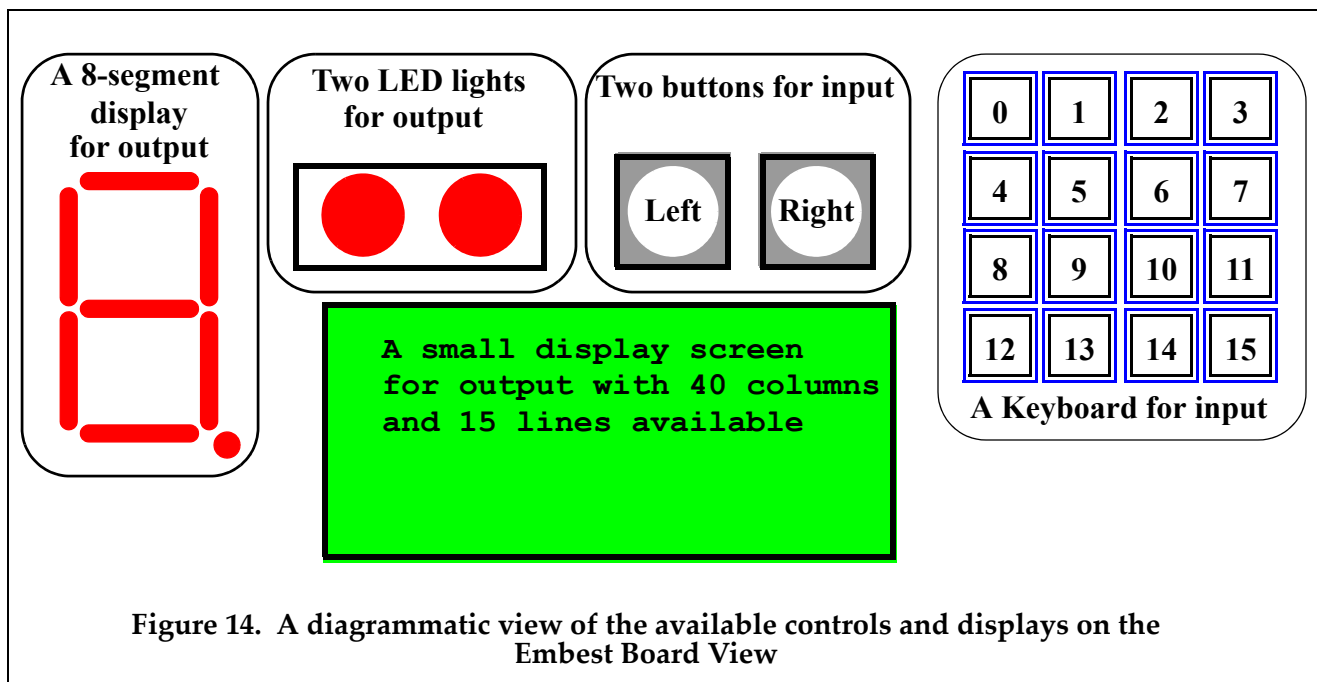 A 8-segment
display
for output
Two LED lights
for output
Two buttons for input
Left
Right
0 1 2 3
4 5 6 7
8 9 10 11
12 13 14 15
A Keyboard for input
A small display screen
for output with 40 columns
and 15 lines available
Figure 14. A diagrammatic view of the available controls and displays on the
Embest Board View